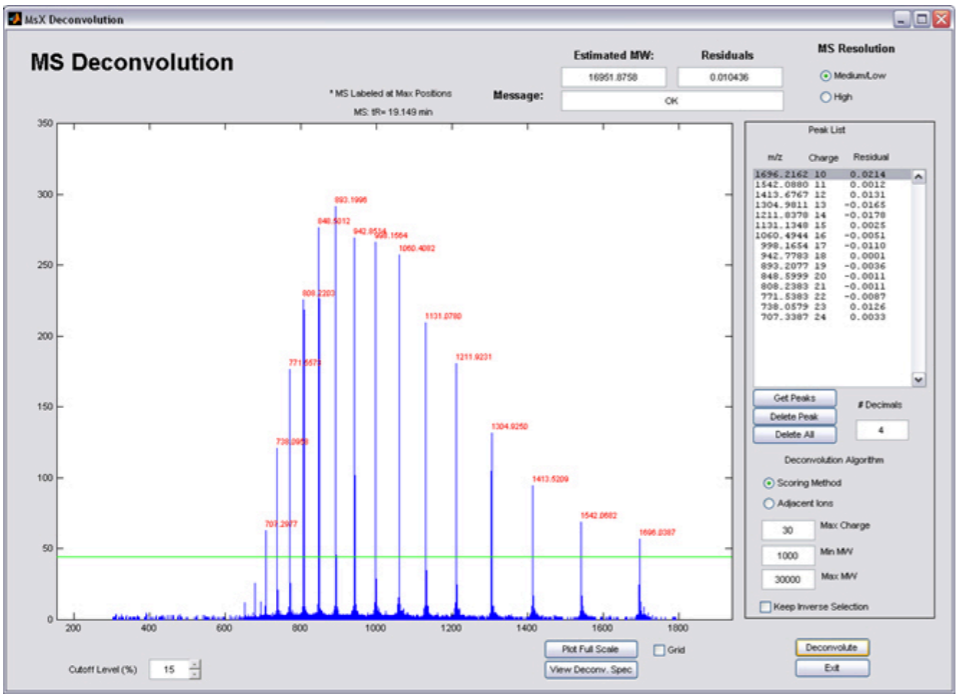 MsX Deconvolution
MS Deconvolution
Estimated MW:
Residuals
MS Resolution
16951.8758
0.010436
Medium/Low
High
* MS Labeled at Max Positions
Message:
OK
MS: tR= 19.149 min
350
300
250
200
150
100
50
0
200
400
600
800
1000
1200
1400
1600
1800
893.1996
942.9514
1060.4082
808.2203
1131.0780
1211.9231
738.0958
1304.9250
1413.5209
707.2977
1542.0682
1696.0387
Peak List
m/z Charge Residual
1696.2162 10 0.0214
1542.0880 11 0.0012
1413.6767 12 0.0131
1304.9811 13 -0.0165
1211.8378 14 -0.0178
1131.1348 15 0.0025
1060.4944 16 -0.0051
998.1654 17 -0.0110
942.7783 18 0.0001
893.2077 19 -0.0036
848.5999 20 -0.0011
808.2383 21 -0.0011
771.5383 22 -0.0087
738.0579 23 0.0126
707.3387 24 0.0033
Get Peaks
Delete Peak
Delete All
# Decimals
4
Deconvolution Algorithm
Scoring Method
Adjacent Ions
30 Max Charge
1000 Min MW
30000 Max MW
Keep Inverse Selection
Plot Full Scale
Grid
View Deconv. Spec
Deconvolute
Exit
Cutoff Level (%) 15